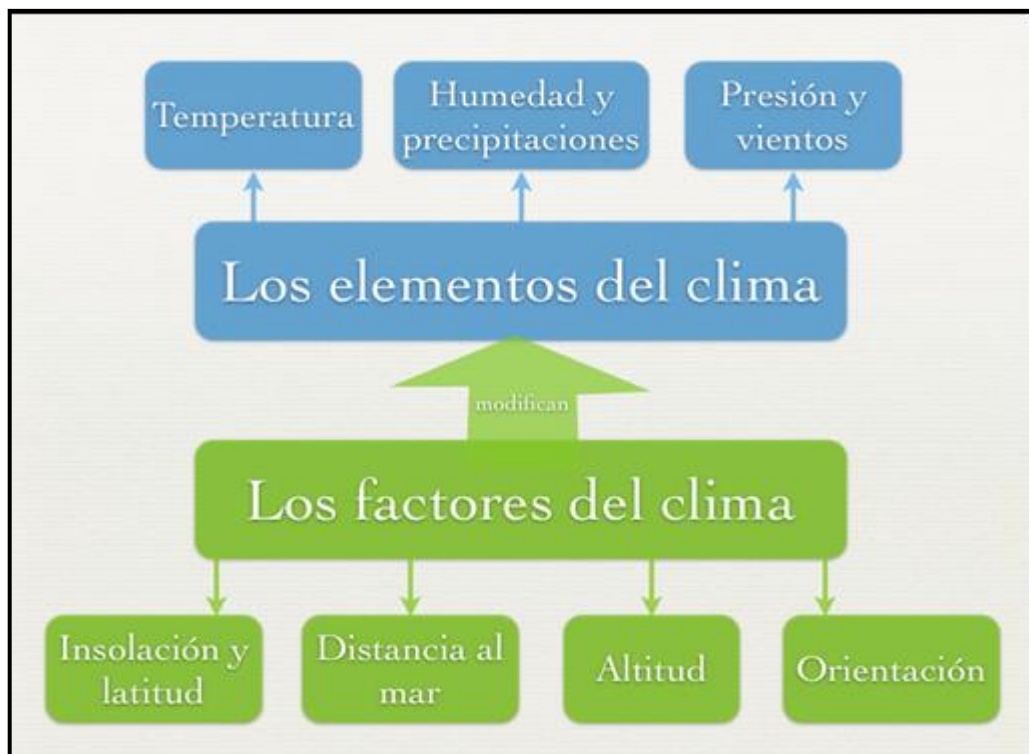 Temperatura
Humedad y
precipitaciones
Presión y
vientos
Los elementos del clima
modifican
Los factores del clima
Insolación y
latitud
Distancia al
mar
Altitud
Orientación